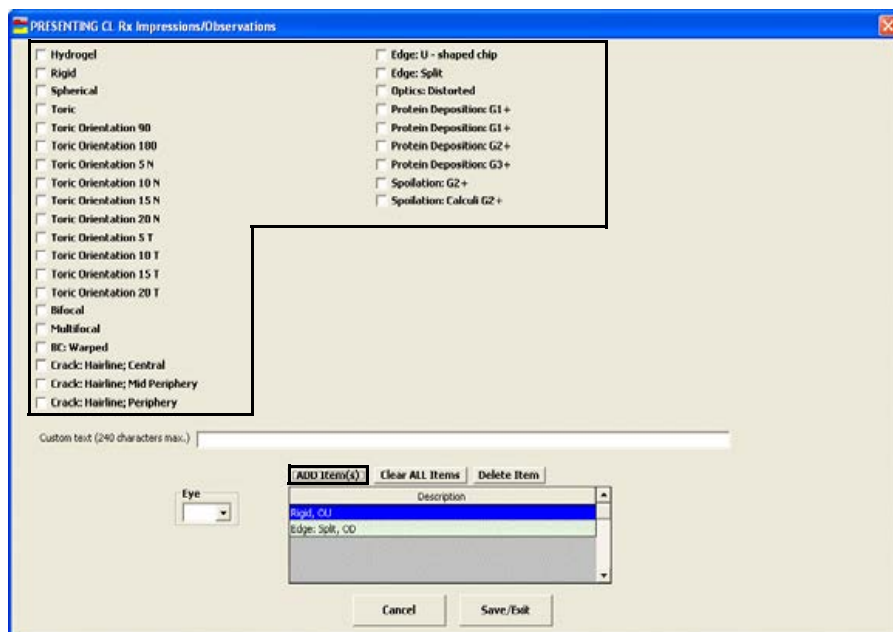 PRESENTING CL Rx Impressions/Observations
Hydrogel
Rigid
Spherical
Toric
Toric Orientation 90
Toric Orientation 180
Toric Orientation 5 N
Toric Orientation 10 N
Toric Orientation 15 N
Toric Orientation 20 N
Toric Orientation 5 T
Toric Orientation 10 T
Toric Orientation 15 T
Toric Orientation 20 T
Bifocal
Multifocal
BC: Warped
Crack: Hairline; Central
Crack: Hairline; Mid Periphery
Crack: Hairline; Periphery
Edge: U - shaped chip
Edge: Split
Optics: Distorted
Protein Deposition: G1+
Protein Deposition: G1+
Protein Deposition: G2+
Protein Deposition: G3+
Spoilation: G2+
Spoilation: Calculi G2+
Custom text (240 characters max.)
Eye
ADD Item(s) Clear ALL Items Delete Item
Description
Rigid, OU
Edge: Split, OD
Cancel Save/Exit